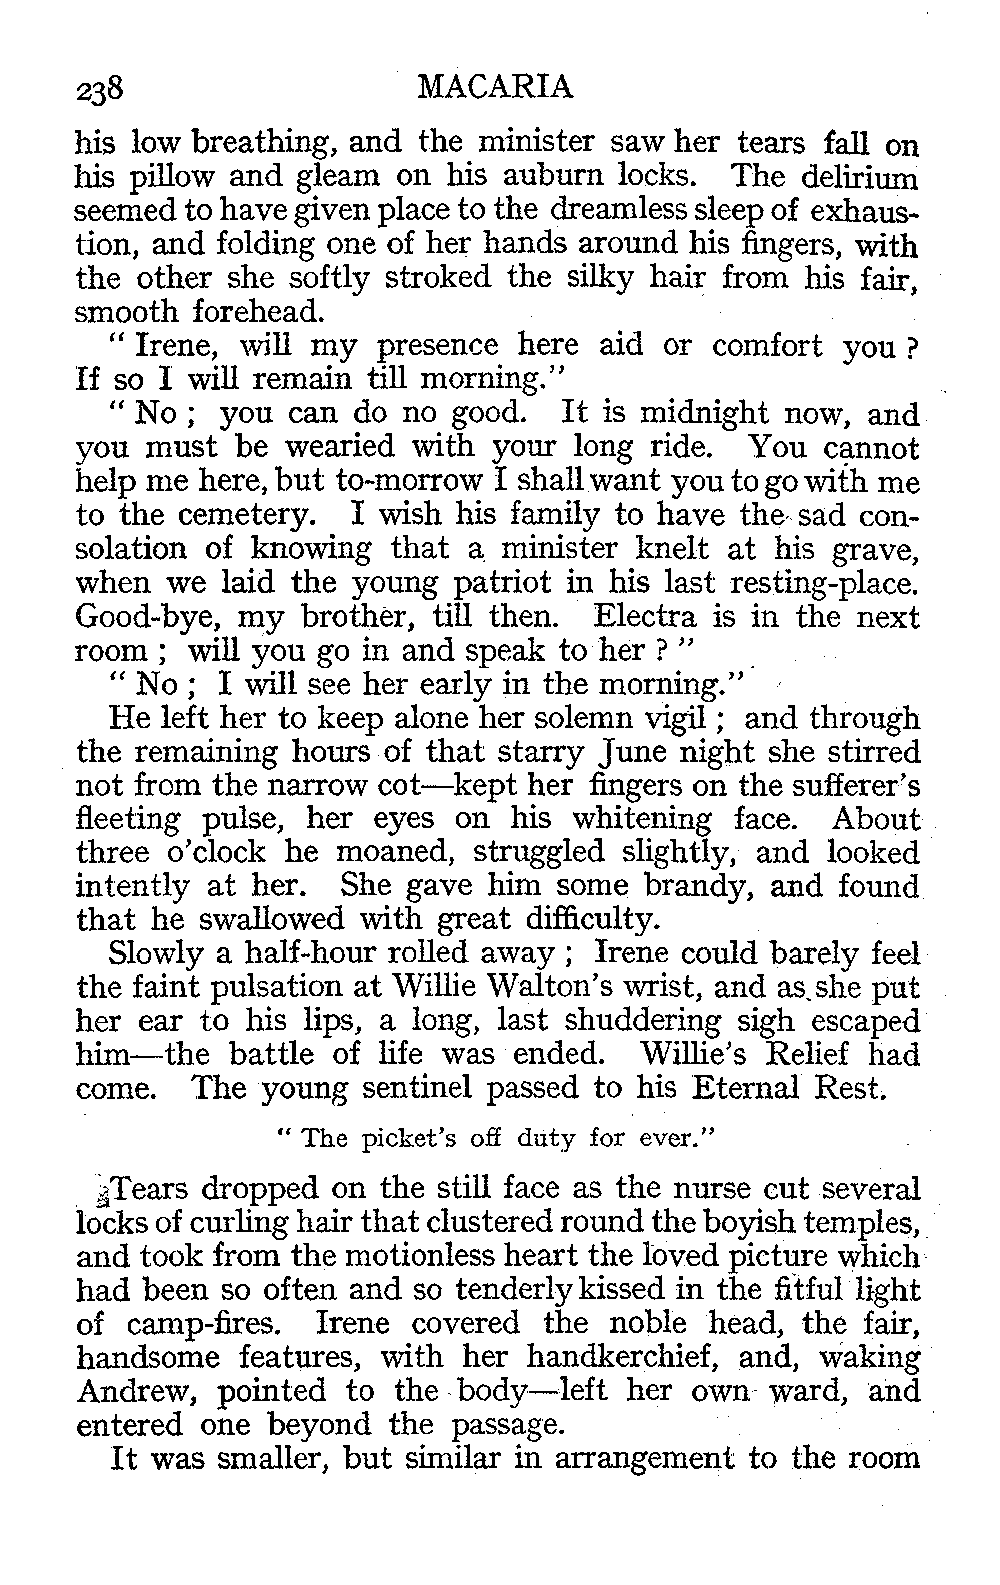 238 MACARIA
his low breathing, and the minister saw her tears fall on
his pillow and gleam on his auburn locks. The delirium
seemed to have given place to the dreamless sleep of exhaus-
tion, and folding one of her hands around his fingers, with
the other she softly stroked the silky hair from his fair,
smooth forehead.
" Irene, will my presence here aid or comfort you ?
If so I will remain till morning."
" No ; you can do no good. It is midnight now, and
you must be wearied with your long ride. You cannot
help me here, but to-morrow I shall want you to go with me
to the cemetery. I wish his family to have the sad con-
solation of knowing that a minister knelt at his grave,
when we laid the young patriot in his last resting-place.
Good-bye, my brother, till then. Electra is in the next
room ; will you go in and speak to her ? "
" No ; I will see her early in the morning."
He left her to keep alone her solemn vigil ; and through
the remaining hours of that starry June night she stirred
not from the narrow cot—kept her fingers on the sufferer's
fleeting pulse, her eyes on his whitening face. About
three o'clock he moaned, struggled slightly, and looked
intently at her. She gave him some brandy, and found
that he swallowed with great difficulty.
Slowly a half-hour rolled away ; Irene could barely feel
the faint pulsation at Willie Walton's wrist, and as she put
her ear to his lips, a long, last shuddering sigh escaped
him—the battle of life was ended. Willie's Relief had
come. The young sentinel passed to his Eternal Rest.
" The picket's off duty for ever."
Tears dropped on the still face as the nurse cut several
locks of curling hair that clustered round the boyish temples,
and took from the motionless heart the loved picture which
had been so often and so tenderly kissed in the fitful light
of camp-fires. Irene covered the noble head, the fair,
handsome features, with her handkerchief, and, waking
Andrew, pointed to the body—left her own ward, and
entered one beyond the passage.
It was smaller, but similar in arrangement to the room